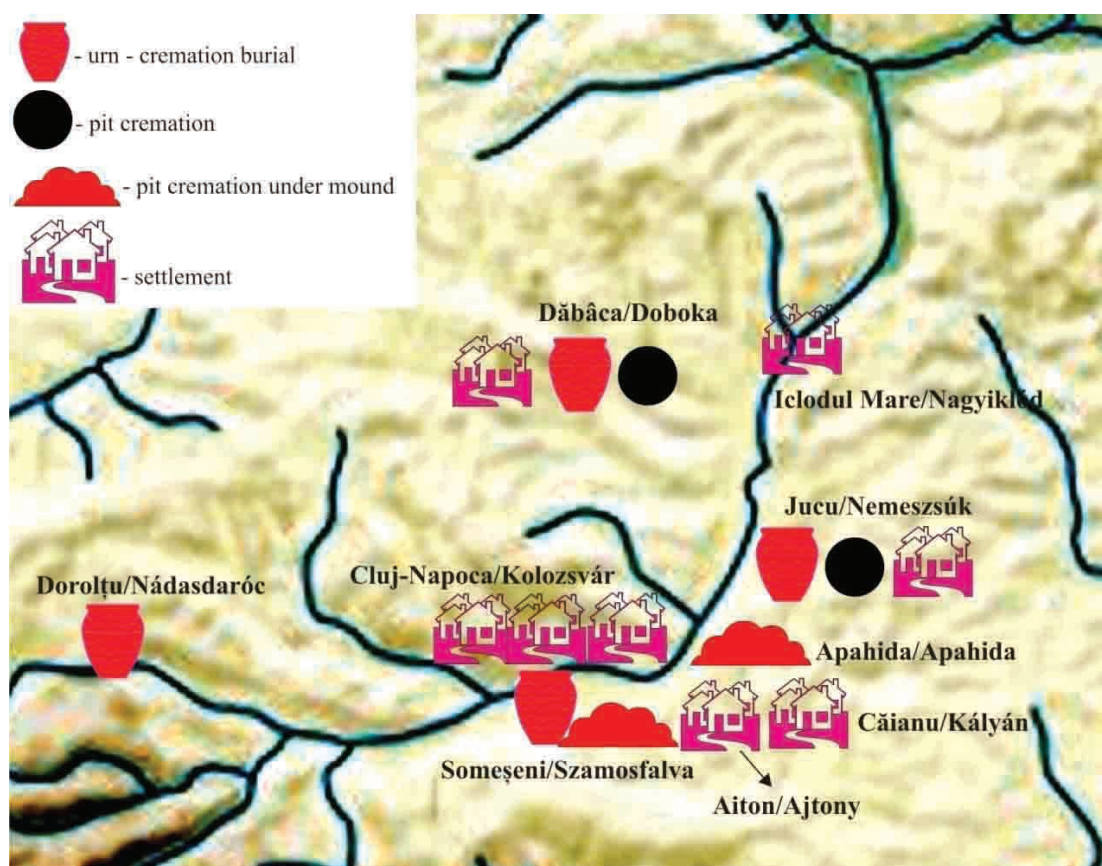 - urn - cremation burial
- pit cremation
- pit cremation under mound
- settlement
Dăbâca/Doboka
Iclodul Mare/Nagyiklód
Jucu/Nemeszsúk
Cluj-Napoca/Kolozsvár
Dorolțu/Nádasdaróc
Apahida/Apahida
Căianu/Kályán
Someșeni/Szamosfalva
Aiton/Ajtony